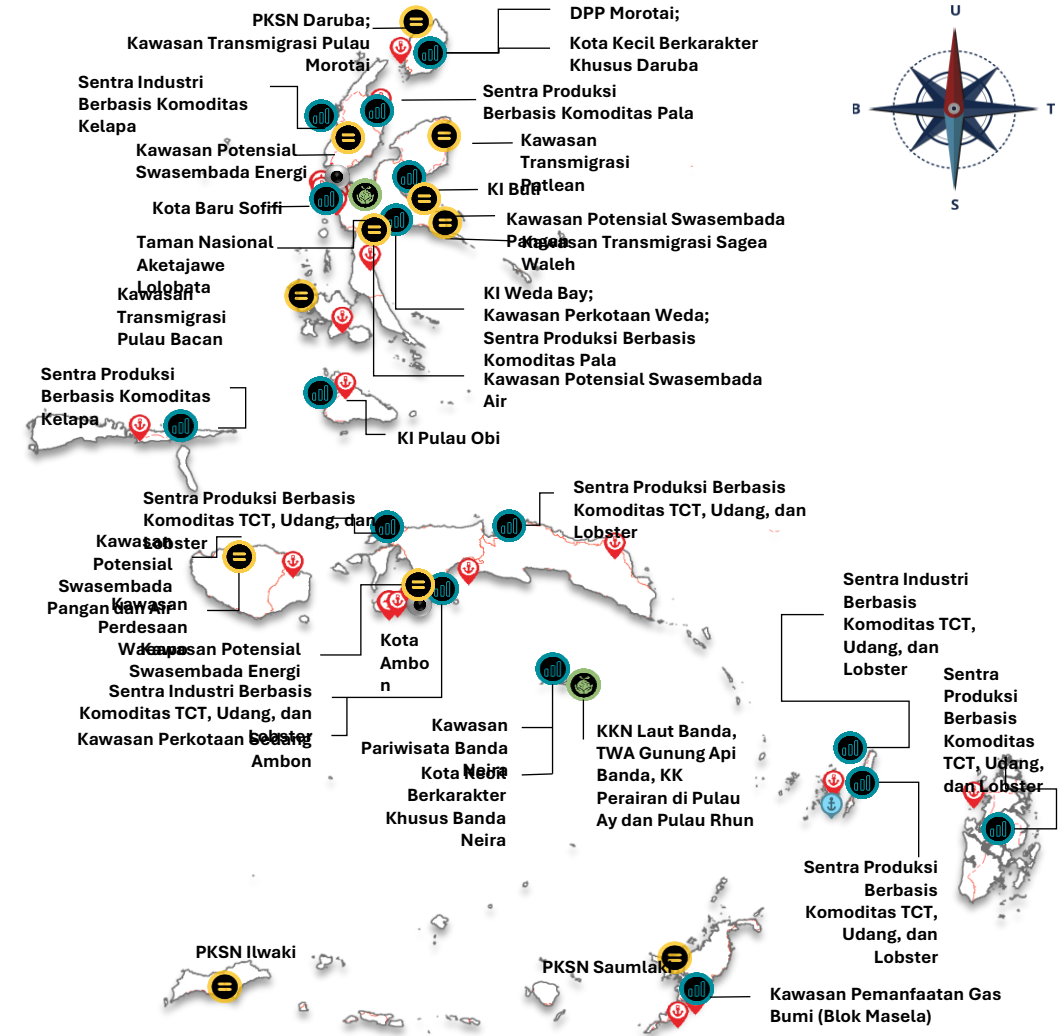 U
B
T
S
PKSN Daruba;
Kawasan Transmigrasi Pulau
Morotai
DPP Morotai;
Kota Kecil Berkarakter
Khusus Daruba
Sentra Industri
Berbasis Komoditas
Kelapa
Sentra Produksi
Berbasis Komoditas Pala
Kawasan Potensial
Swasembada Energi
Kawasan
Transmigrasi
Patlean
KI Buli
Kota Baru Sofifi
Kawasan Potensial Swasembada
Pangan
Kawasan Transmigrasi Sagea
Waleh
Taman Nasional
Aketajawe
Lolobata
Kawasan
Transmigrasi
Pulau Bacan
KI Weda Bay;
Kawasan Perkotaan Weda;
Sentra Produksi Berbasis
Komoditas Pala
Kawasan Potensial Swasembada
Air
Sentra Produksi
Berbasis Komoditas
Kelapa
KI Pulau Obi
Sentra Produksi Berbasis
Komoditas TCT, Udang, dan
Lobster
Sentra Produksi Berbasis
Komoditas TCT, Udang, dan
Lobster
Kawasan
Potensial
Swasembada
Pangan dan Air
Kawasan
Perdesaan
Waeapo
Kawasan Potensial
Swasembada Energi
Sentra Industri Berbasis
Komoditas TCT, Udang, dan
Lobster
Kawasan Perkotaan Sedang
Ambon
Kota
Ambo
n
Kawasan
Pariwisata Banda
Neira
Kota Kecil
Berkarakter
Khusus Banda
Neira
KKN Laut Banda,
TWA Gunung Api
Banda, KK
Perairan di Pulau
Ay dan Pulau Rhun
Sentra Industri
Berbasis
Komoditas TCT,
Udang, dan
Lobster
Sentra
Produksi
Berbasis
Komoditas
TCT, Udang,
dan Lobster
Sentra Produksi
Berbasis
Komoditas TCT,
Udang, dan
Lobster
PKSN Ilwaki
PKSN Saumlaki
Kawasan Pemanfaatan Gas
Bumi (Blok Masela)